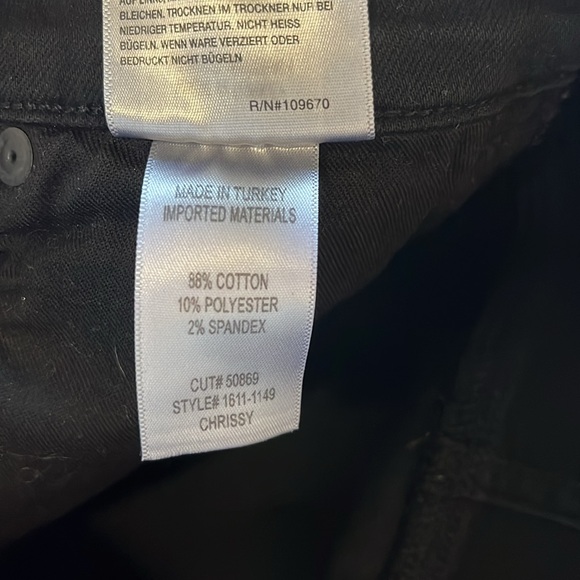 BLEICHEN. TROCKNEN IM TROCKNER NUR BEI
NIEDRIGER TEMPERATUR. NICHT HEISS
BÜGELN. WENN WARE VERZIERT ODER
BEDRUCKT NICHT BÜGELN
R/N#109670
MADE IN TURKEY
IMPORTED MATERIALS
88% COTTON
10% POLYESTER
2% SPANDEX
CUT# 50869
STYLE# 1611-1149
CHRISSY